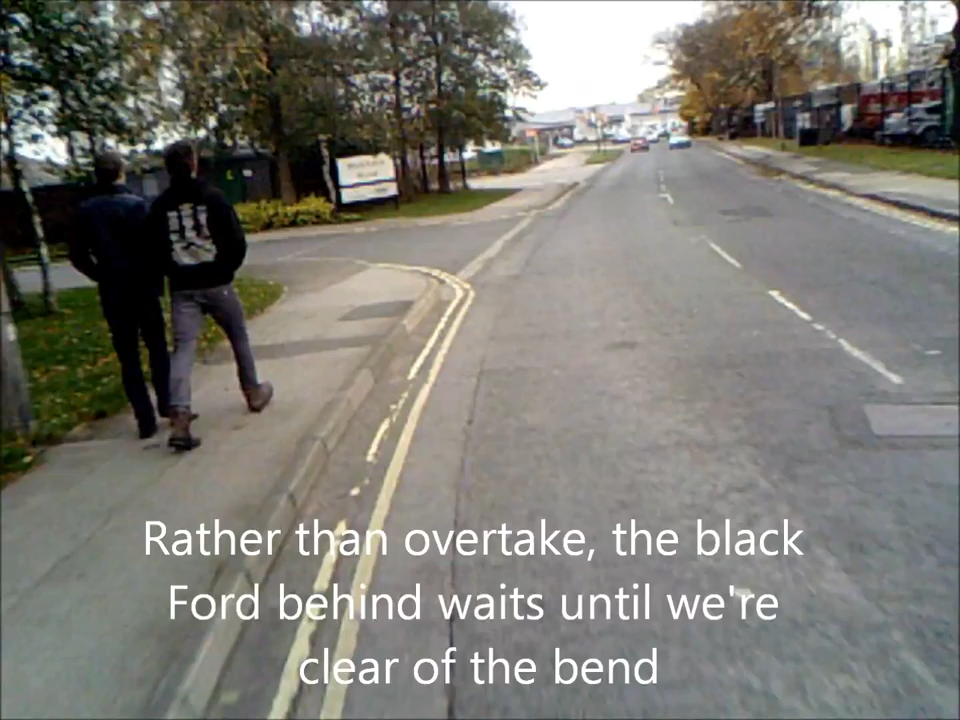 Rather than overtake, the black
Ford behind waits until we're
clear of the bend